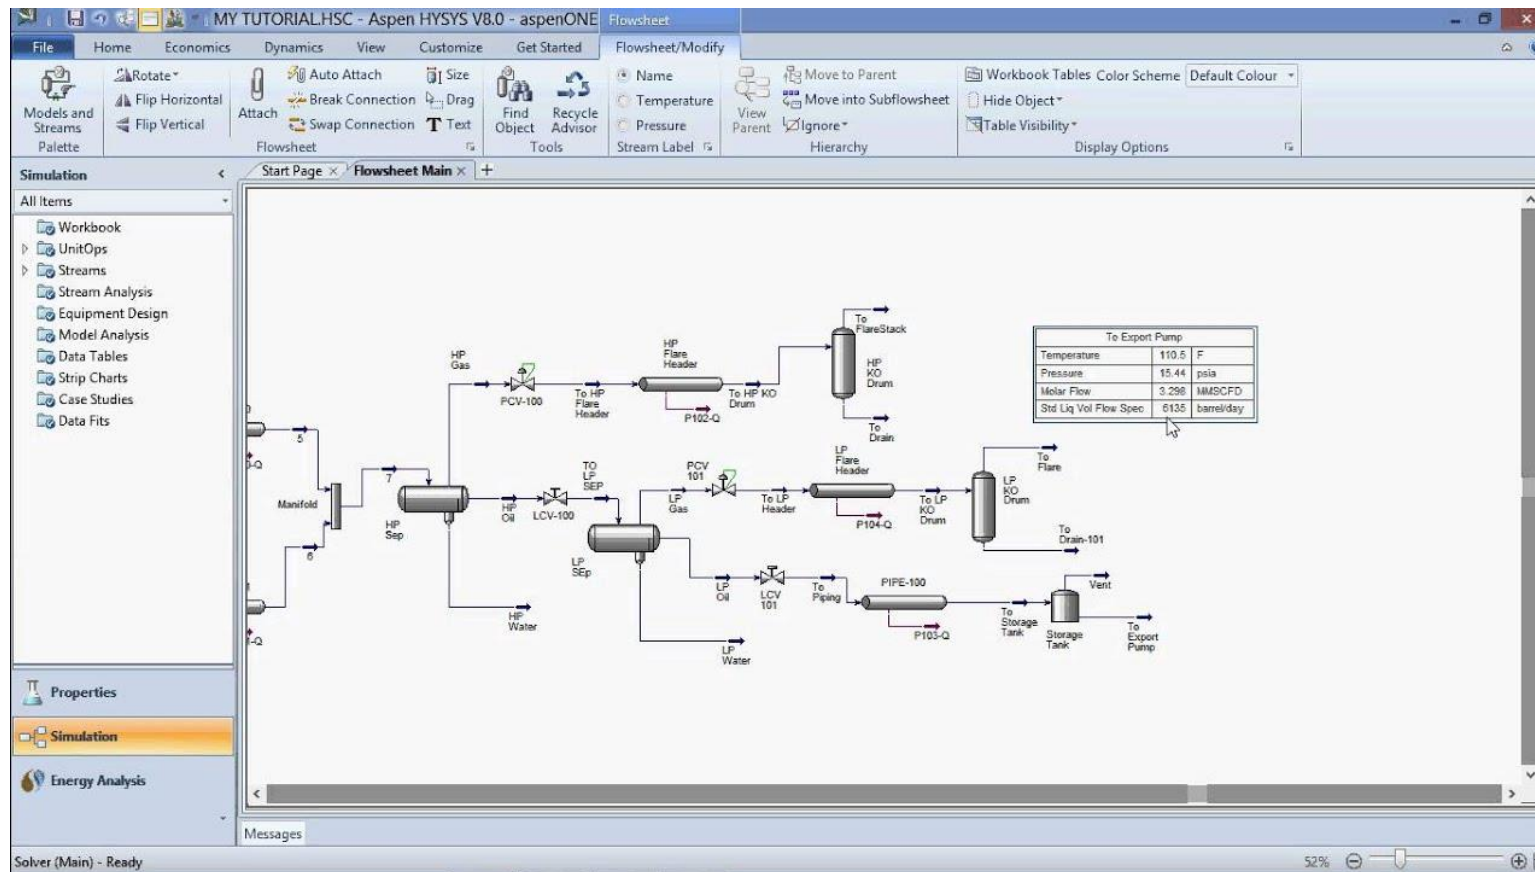 MY TUTORIAL.HSC - Aspen HYSYS V8.0 - aspenONE
Flowsheet
File
Home
Economics
Dynamics
View
Customize
Get Started
Flowsheet/Modify
Models and
Streams
Palette
Rotate
Flip Horizontal
Flip Vertical
Attach
Auto Attach
Break Connection
Swap Connection
Size
Drag
Text
Flowsheet
Find
Object
Recycle
Advisor
Tools
Name
Temperature
Pressure
Stream Label
View
Parent
Move to Parent
Move into Subflowsheet
Ignore
Hierarchy
Workbook Tables
Color Scheme
Default Colour
Hide Object
Table Visibility
Display Options
Simulation
All Items
Workbook
UnitOps
Streams
Stream Analysis
Equipment Design
Model Analysis
Data Tables
Strip Charts
Case Studies
Data Fits
Properties
Simulation
Energy Analysis
Start Page
Flowsheet Main
To
FlareStack
HP
Flare
Header
HP
KO
Drum
HP
Gas
PCV-100
To HP
Flare
Header
To HP KO
Drum
P102-Q
To
Drain
To Export Pump
Temperature 110.5 F
Pressure 15.44 psia
Molar Flow 3.298 MMSCFD
Std Liq Vol Flow Spec 6135 barrel/day
5
7
6
Manifold
HP
Sep
HP
Oil
LCV-100
TO
LP
SEP
LP
SEp
HP
Water
PCV
101
LP
Gas
To LP
Header
LP
Flare
Header
P104-Q
To LP
KO
Drum
LP
KO
Drum
To
Flare
To
Drain-101
LP
Oil
LCV
101
To
Piping
PIPE-100
P103-Q
To
Storage
Tank
Storage
Tank
Vent
To
Export
Pump
LP
Water
Messages
Solver (Main) - Ready
52%